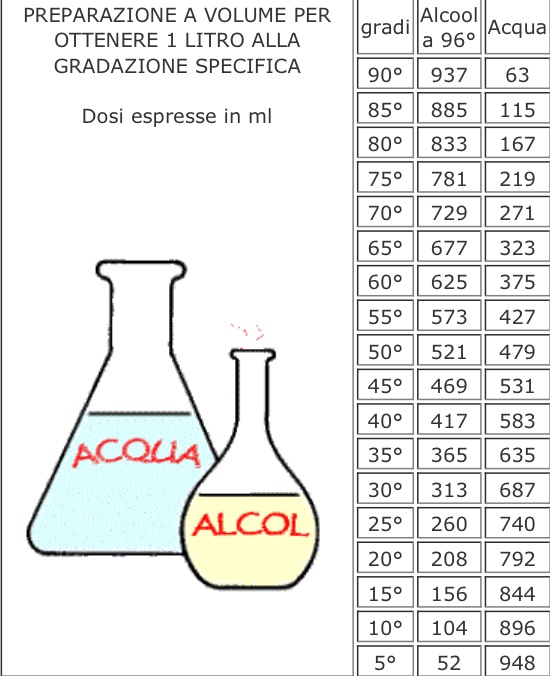 PREPARAZIONE A VOLUME PER
OTTENERE 1 LITRO ALLA
GRADAZIONE SPECIFICA
Dosi espresse in ml
ACQUA
ALCOL
gradi Alcool a 96° Acqua
90° 937 63
85° 885 115
80° 833 167
75° 781 219
70° 729 271
65° 677 323
60° 625 375
55° 573 427
50° 521 479
45° 469 531
40° 417 583
35° 365 635
30° 313 687
25° 260 740
20° 208 792
15° 156 844
10° 104 896
5° 52 948